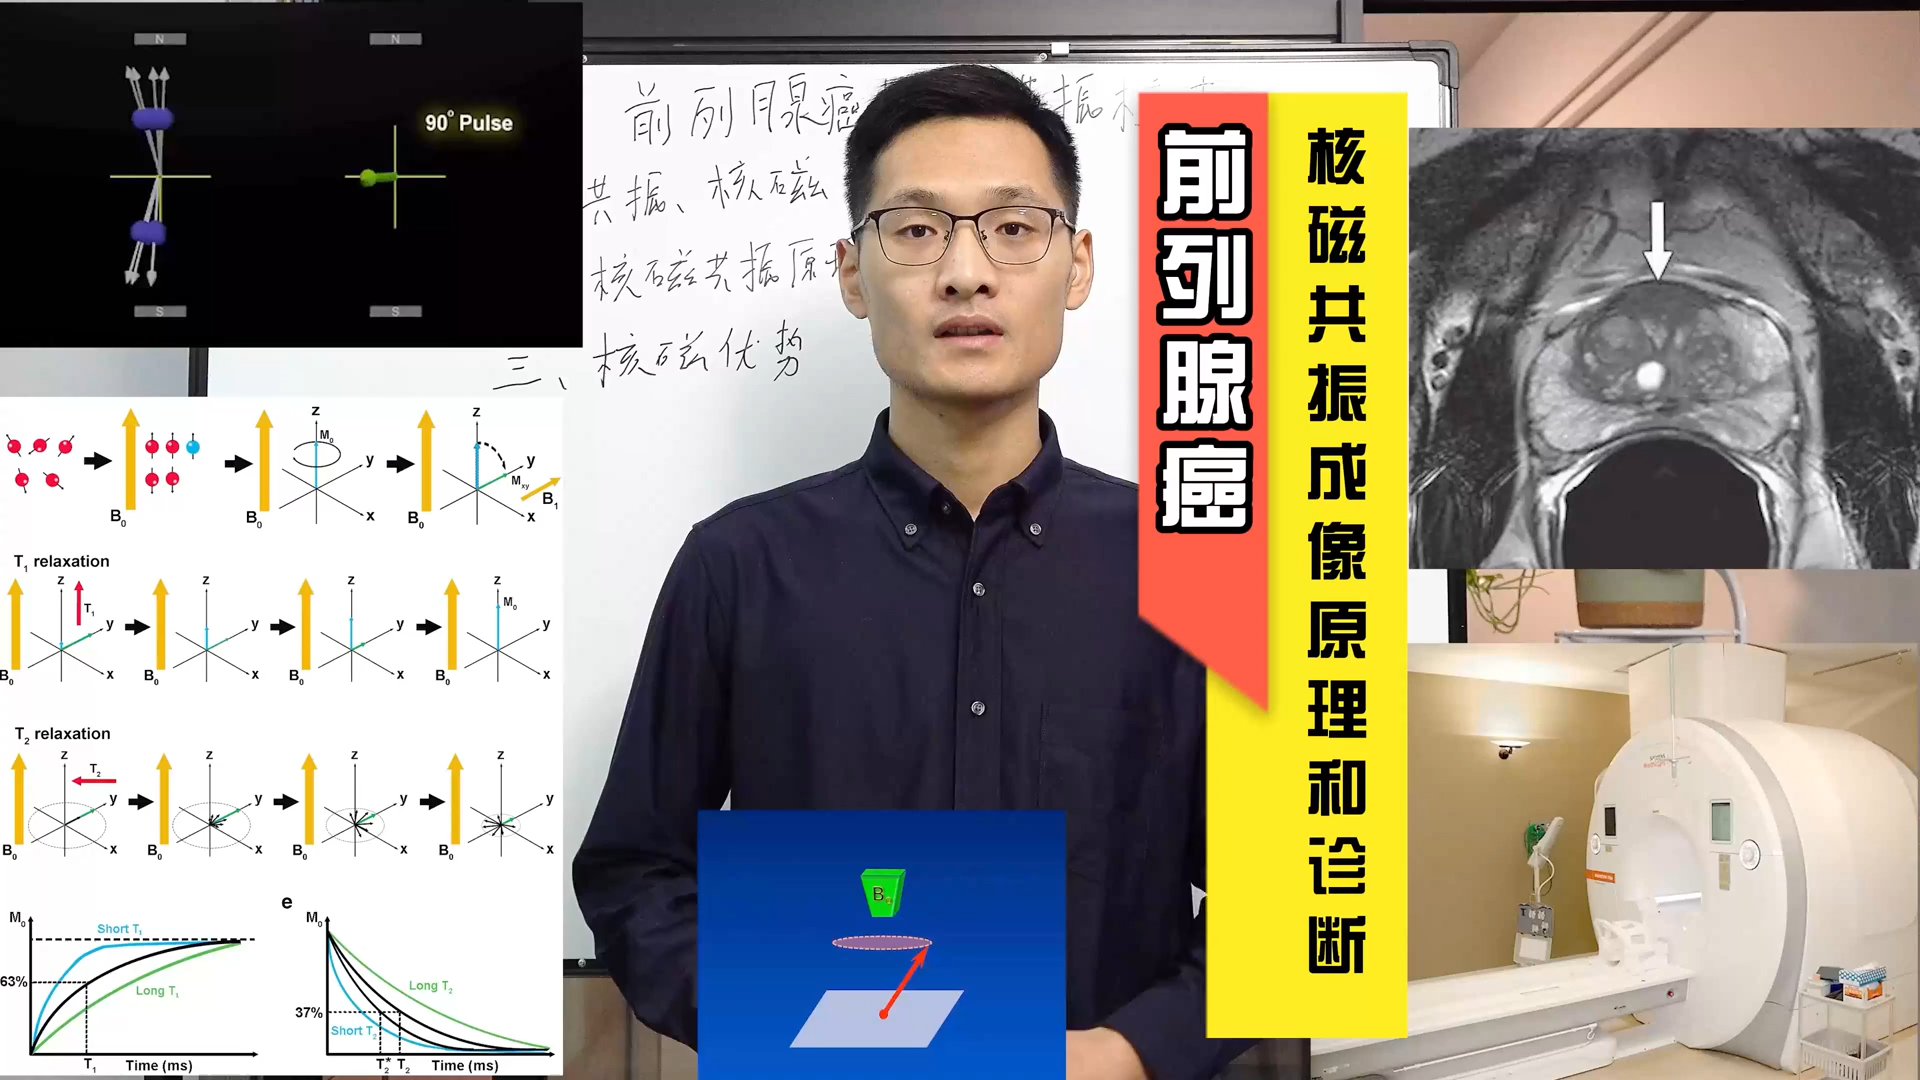 N
N
90° Pulse
S
S
前列腺癌
共振、核磁
核磁共振原理
三、核磁优势
前列腺癌
核磁共振成像原理和诊断
B₀
B₀
z
M₀
y
x
B₀
z
y
Mxy
B₁
x
T₁ relaxation
B₀
z
T₁
y
x
B₀
z
y
x
B₀
z
y
x
B₀
z
M₀
y
x
T₂ relaxation
B₀
z
T₂
y
x
B₀
z
y
x
B₀
z
y
x
B₀
z
y
x
M₀
Short T₁
63%
Long T₁
T₁
Time (ms)
e
M₀
Long T₂
37%
Short T₂
T₂*
T₂
Time (ms)
B₀